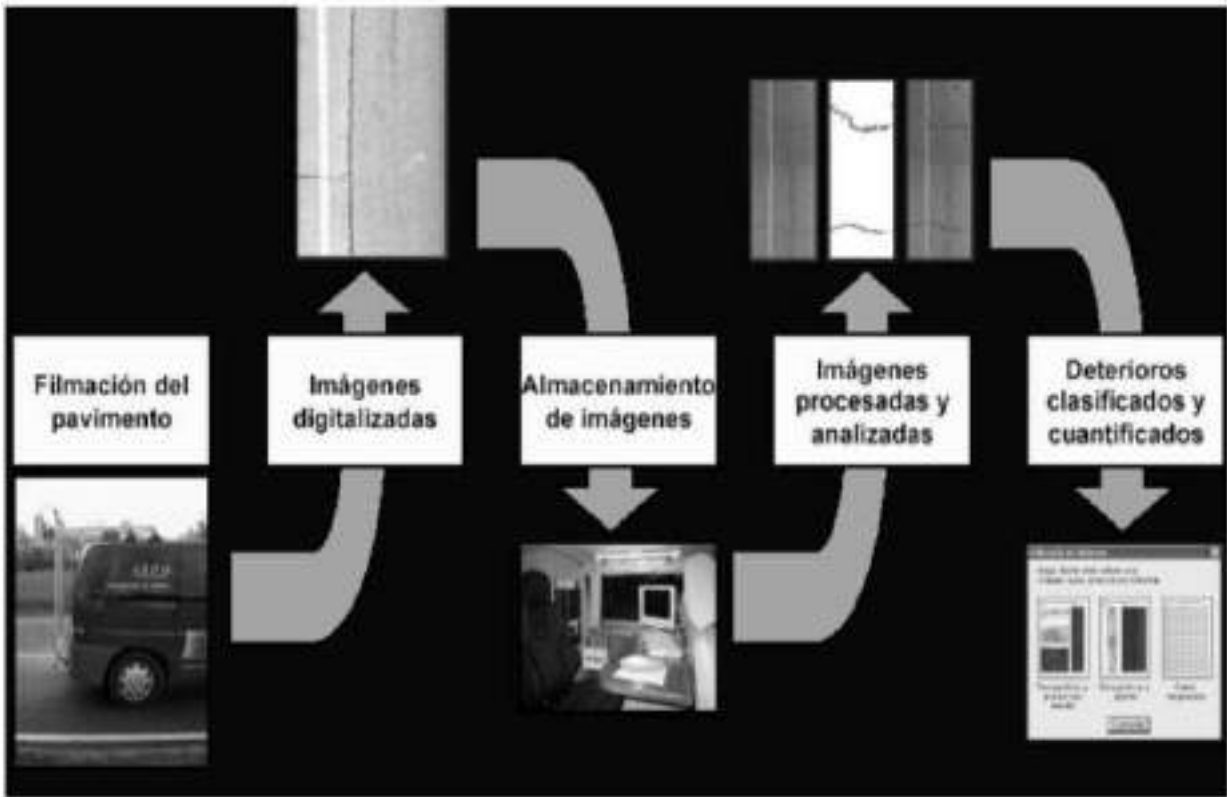 Filmación del
pavimento
Imágenes
digitalizadas
Almacenamiento
de imágenes
Imágenes
procesadas y
analizadas
Deterioros
clasificados y
cuantificados